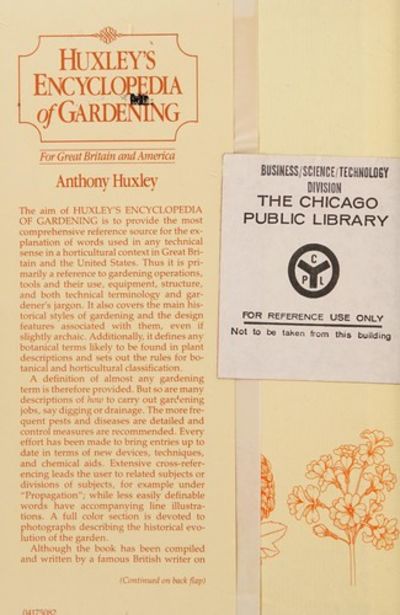 HUXLEY'S
ENCYCLOPEDIA
of GARDENING
For Great Britain and America
Anthony Huxley
The aim of HUXLEY'S ENCYCLOPEDIA
OF GARDENING is to provide the most
comprehensive reference source for the ex-
planation of words used in any technical
sense in a horticultural context in Great Bri-
tain and the United States. Thus it is pri-
marily a reference to gardening operations,
tools and their use, equipment, structure,
and both technical terminology and gar-
dener's jargon. It also covers the main his-
torical styles of gardening and the design
features associated with them, even if
slightly archaic. Additionally, it defines any
botanical terms likely to be found in plant
descriptions and sets out the rules for bo-
tanical and horticultural classification.
A definition of almost any gardening
term is therefore provided. But so are many
descriptions of how to carry out gardening
jobs, say digging or drainage. The more fre-
quent pests and diseases are detailed and
control measures are recommended. Every
effort has been made to bring entries up to
date in terms of new devices, techniques,
and chemical aids. Extensive cross-refer-
encing leads the user to related subjects or
divisions of subjects, for example under
"Propagation"; while less easily definable
words have accompanying line illustra-
tions. A full color section is devoted to
photographs describing the historical evo-
lution of the garden.
Although the book has been compiled
and written by a famous British writer on
(Continued on back flap)
04175082
BUSINESS/SCIENCE/TECHNOLOGY
DIVISION
THE CHICAGO
PUBLIC LIBRARY
C
P L
FOR REFERENCE USE ONLY
Not to be taken from this building